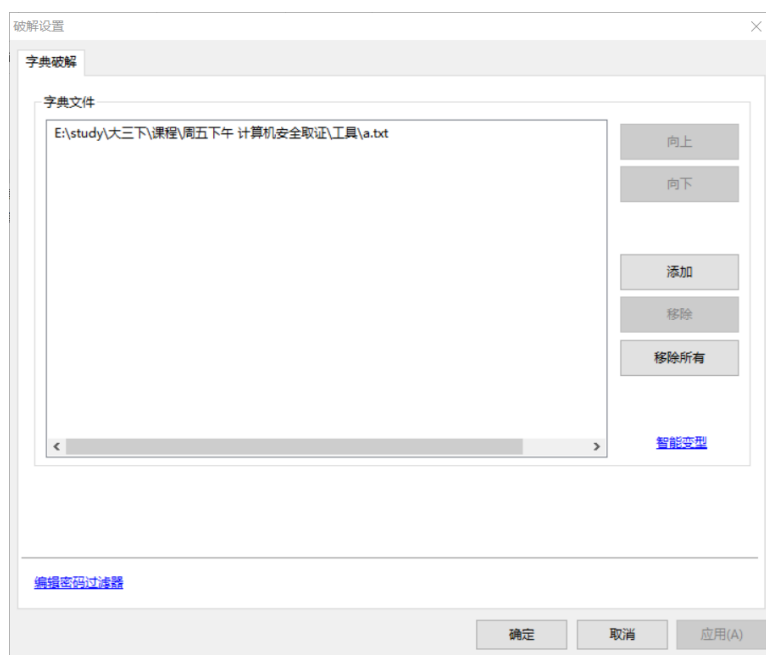 破解设置
字典破解
字典文件
E:\study\大三下\课程\周五下午 计算机安全取证\工具\a.txt
向上
向下
添加
移除
移除所有
智能变型
编辑密码过滤器
确定
取消
应用(A)